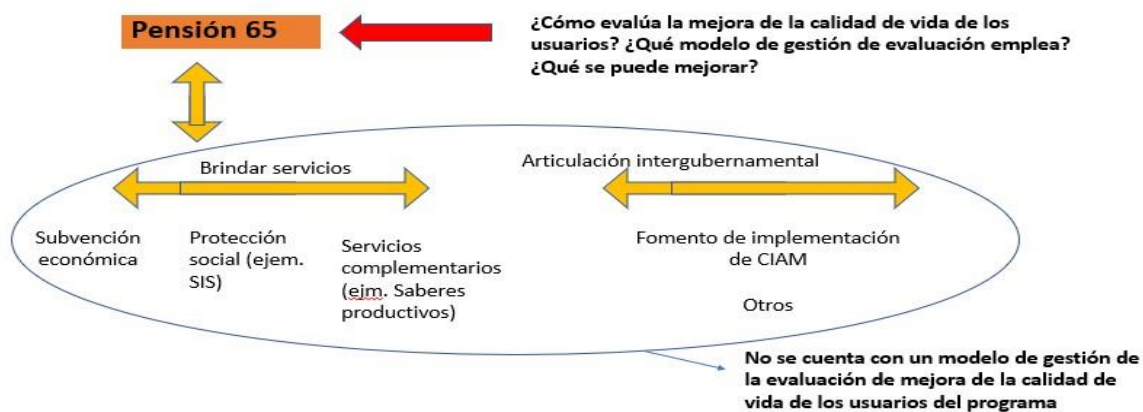 Pensión 65
¿Cómo evalúa la mejora de la calidad de vida de los
usuarios? ¿Qué modelo de gestión de evaluación emplea?
¿Qué se puede mejorar?
Brindar servicios
Articulación intergubernamental
Subvención
económica
Protección
social (ejem.
SIS)
Servicios
complementarios
(ejm. Saberes
productivos)
Fomento de implementación
de CIAM
Otros
No se cuenta con un modelo de gestión de
la evaluación de mejora de la calidad de
vida de los usuarios del programa